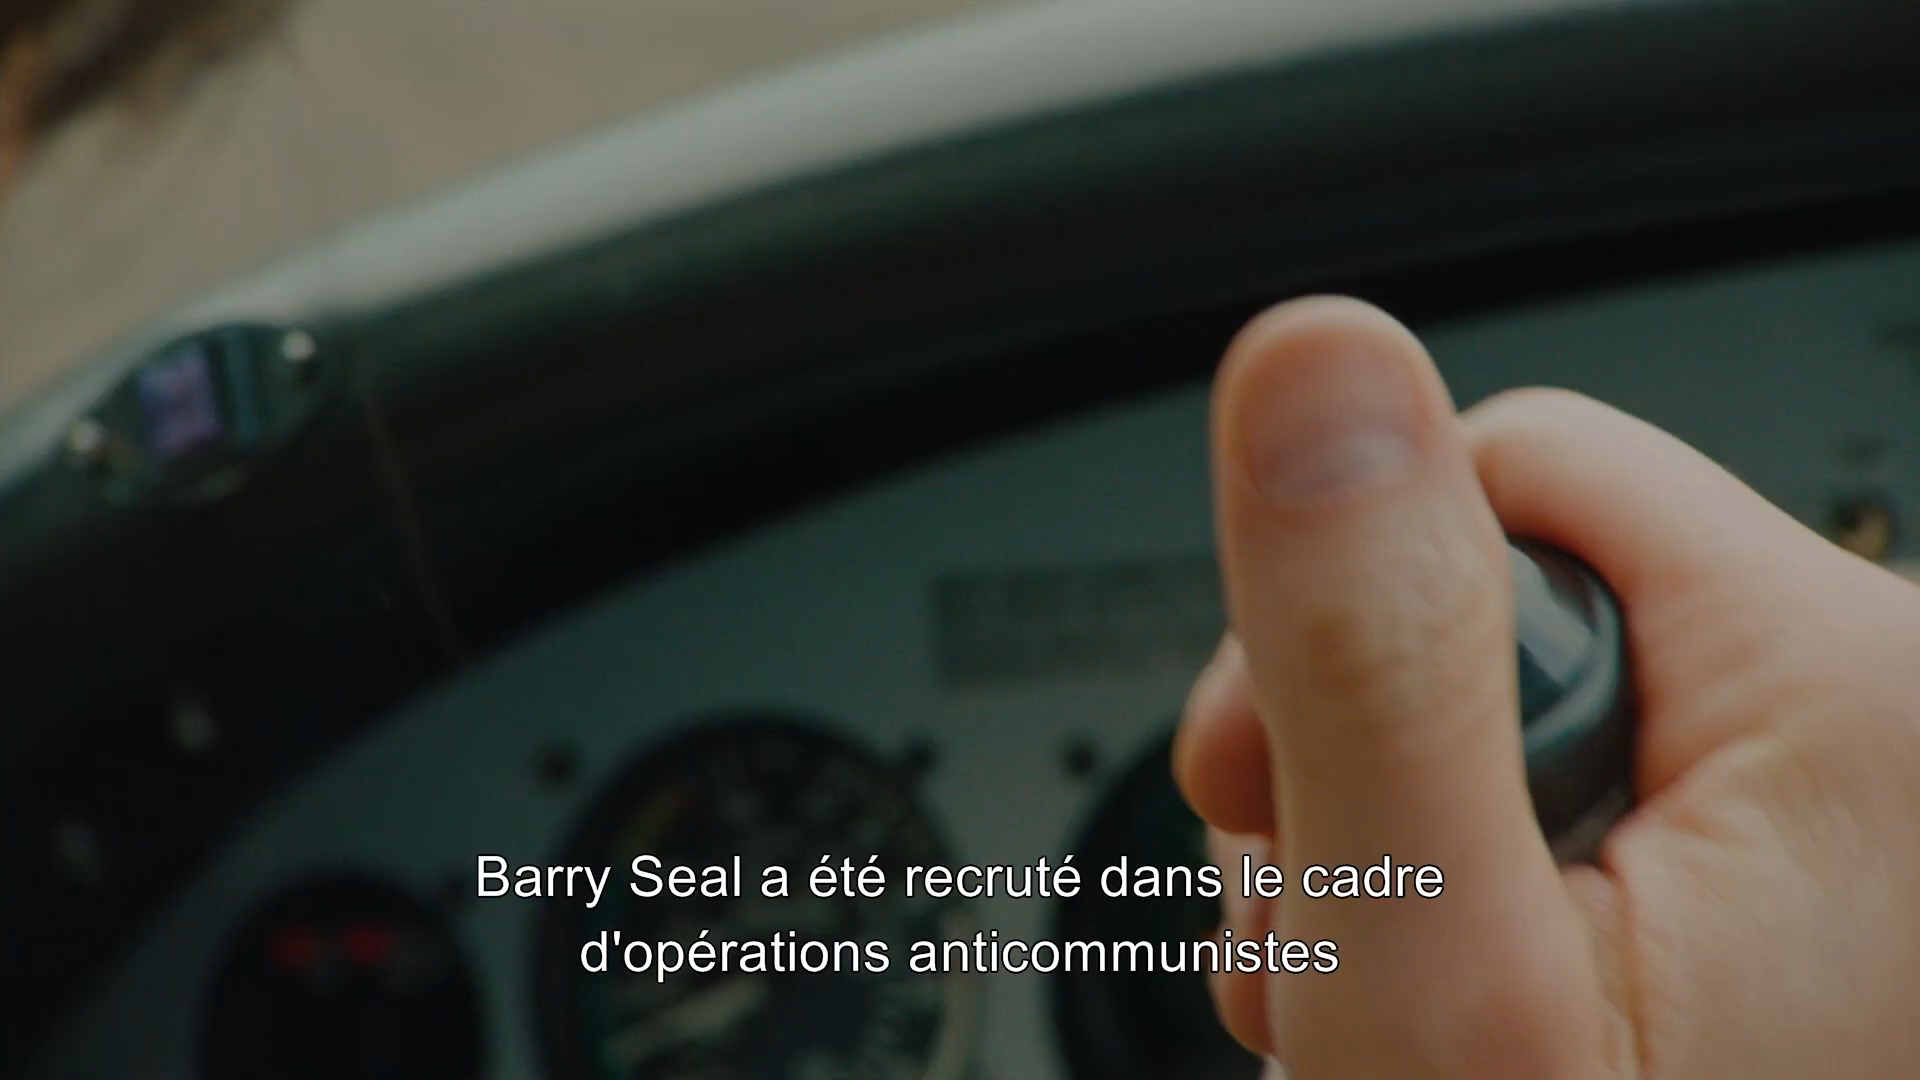 Barry Seal a été recruté dans le cadre
d'opérations anticommunistes